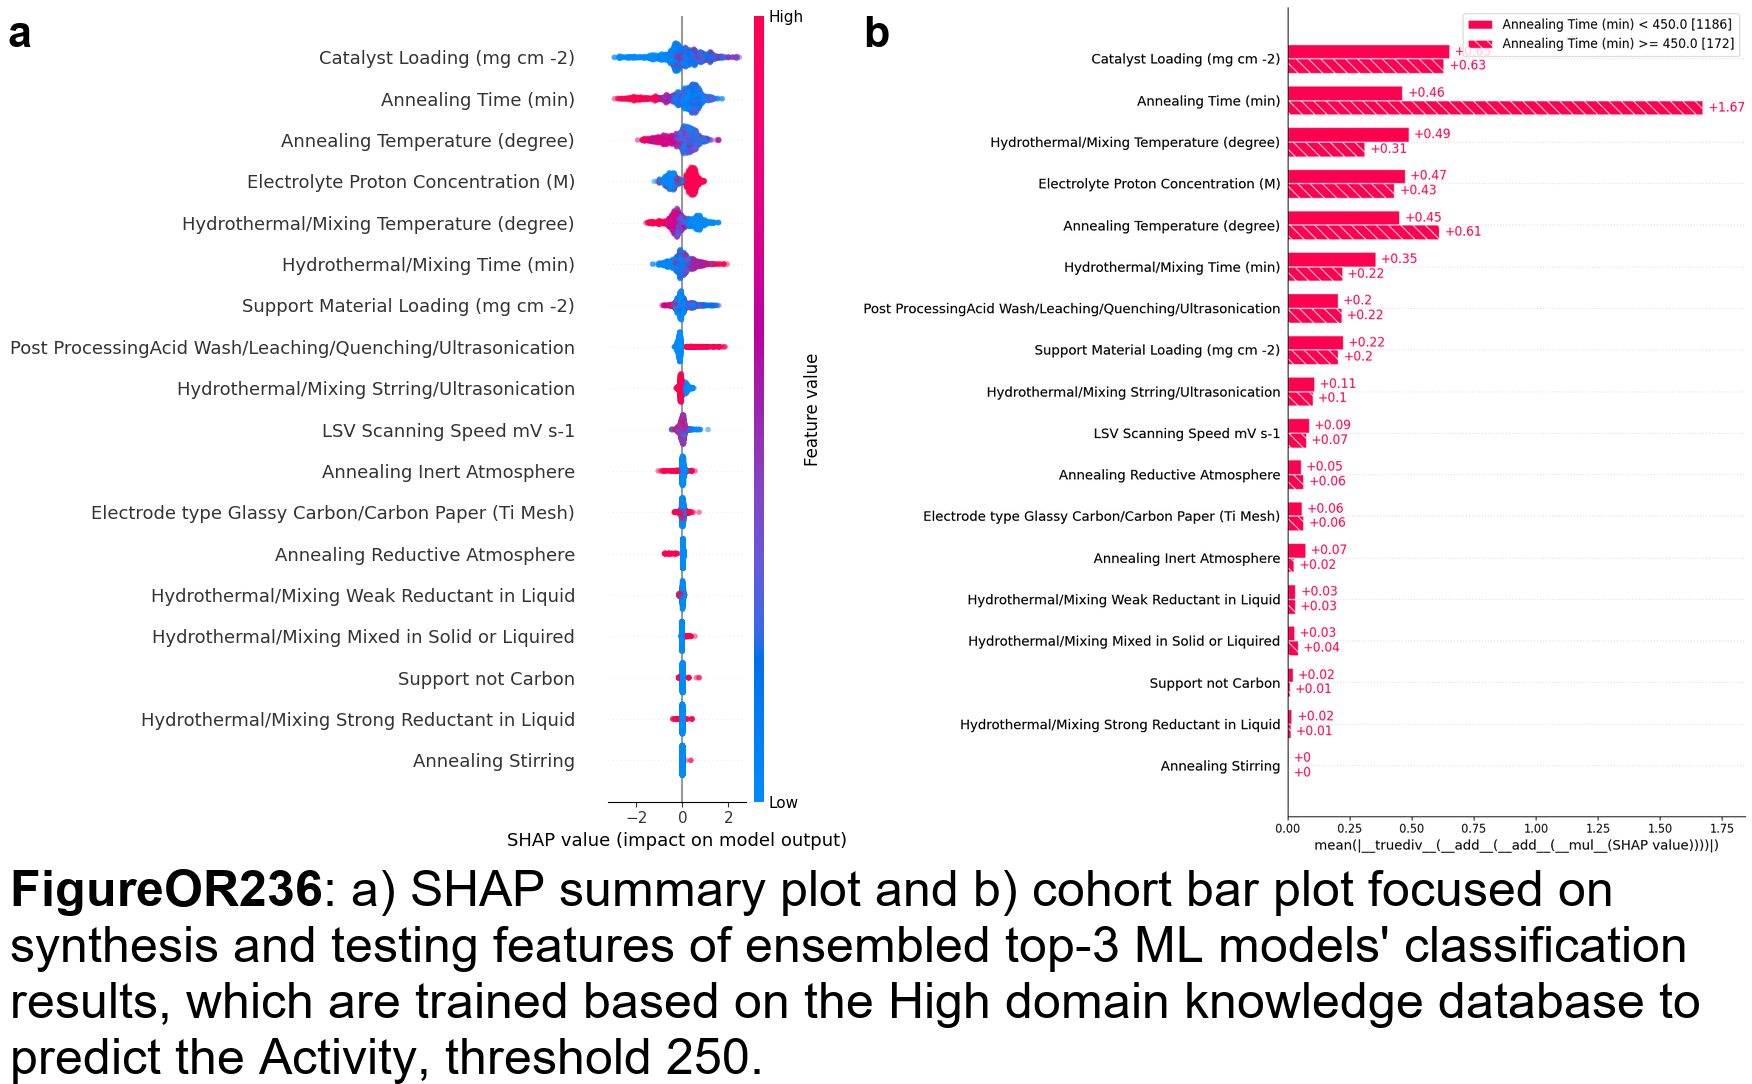 a
High
Catalyst Loading (mg cm -2)
Annealing Time (min)
Annealing Temperature (degree)
Electrolyte Proton Concentration (M)
Hydrothermal/Mixing Temperature (degree)
Hydrothermal/Mixing Time (min)
Support Material Loading (mg cm -2)
Post ProcessingAcid Wash/Leaching/Quenching/Ultrasonication
Hydrothermal/Mixing Strring/Ultrasonication
LSV Scanning Speed mV s-1
Annealing Inert Atmosphere
Electrode type Glassy Carbon/Carbon Paper (Ti Mesh)
Annealing Reductive Atmosphere
Hydrothermal/Mixing Weak Reductant in Liquid
Hydrothermal/Mixing Mixed in Solid or Liquired
Support not Carbon
Hydrothermal/Mixing Strong Reductant in Liquid
Annealing Stirring
Low
Feature value
−2 0 2
SHAP value (impact on model output)
b
Annealing Time (min) < 450.0 [1186]
Annealing Time (min) >= 450.0 [172]
Catalyst Loading (mg cm -2)
+0.63
Annealing Time (min)
+0.46
+1.67
Hydrothermal/Mixing Temperature (degree)
+0.49
+0.31
Electrolyte Proton Concentration (M)
+0.47
+0.43
Annealing Temperature (degree)
+0.45
+0.61
Hydrothermal/Mixing Time (min)
+0.35
+0.22
Post ProcessingAcid Wash/Leaching/Quenching/Ultrasonication
+0.2
+0.22
Support Material Loading (mg cm -2)
+0.22
+0.2
Hydrothermal/Mixing Strring/Ultrasonication
+0.11
+0.1
LSV Scanning Speed mV s-1
+0.09
+0.07
Annealing Reductive Atmosphere
+0.05
+0.06
Electrode type Glassy Carbon/Carbon Paper (Ti Mesh)
+0.06
+0.06
Annealing Inert Atmosphere
+0.07
+0.02
Hydrothermal/Mixing Weak Reductant in Liquid
+0.03
+0.03
Hydrothermal/Mixing Mixed in Solid or Liquired
+0.03
+0.04
Support not Carbon
+0.02
+0.01
Hydrothermal/Mixing Strong Reductant in Liquid
+0.02
+0.01
Annealing Stirring
+0
+0
0.00 0.25 0.50 0.75 1.00 1.25 1.50 1.75
mean(|__truediv__(__add__(__add__(__mul__(SHAP value))))|)
FigureOR236: a) SHAP summary plot and b) cohort bar plot focused on
synthesis and testing features of ensembled top-3 ML models' classification
results, which are trained based on the High domain knowledge database to
predict the Activity, threshold 250.